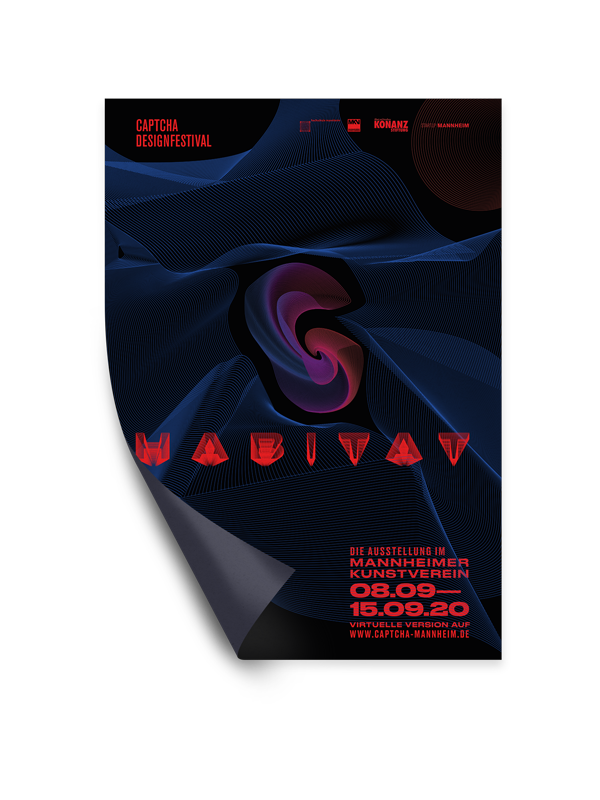 CAPTCHA
DESIGNFESTIVAL
KONANZ
STARTUP MANNHEIM
HABITAT
DIE AUSSTELLUNG IM
MANNHEIMER
KUNSTVEREIN
08.09—
15.09.20
VIRTUELLE VERSION AUF
WWW.CAPTCHA-MANNHEIM.DE